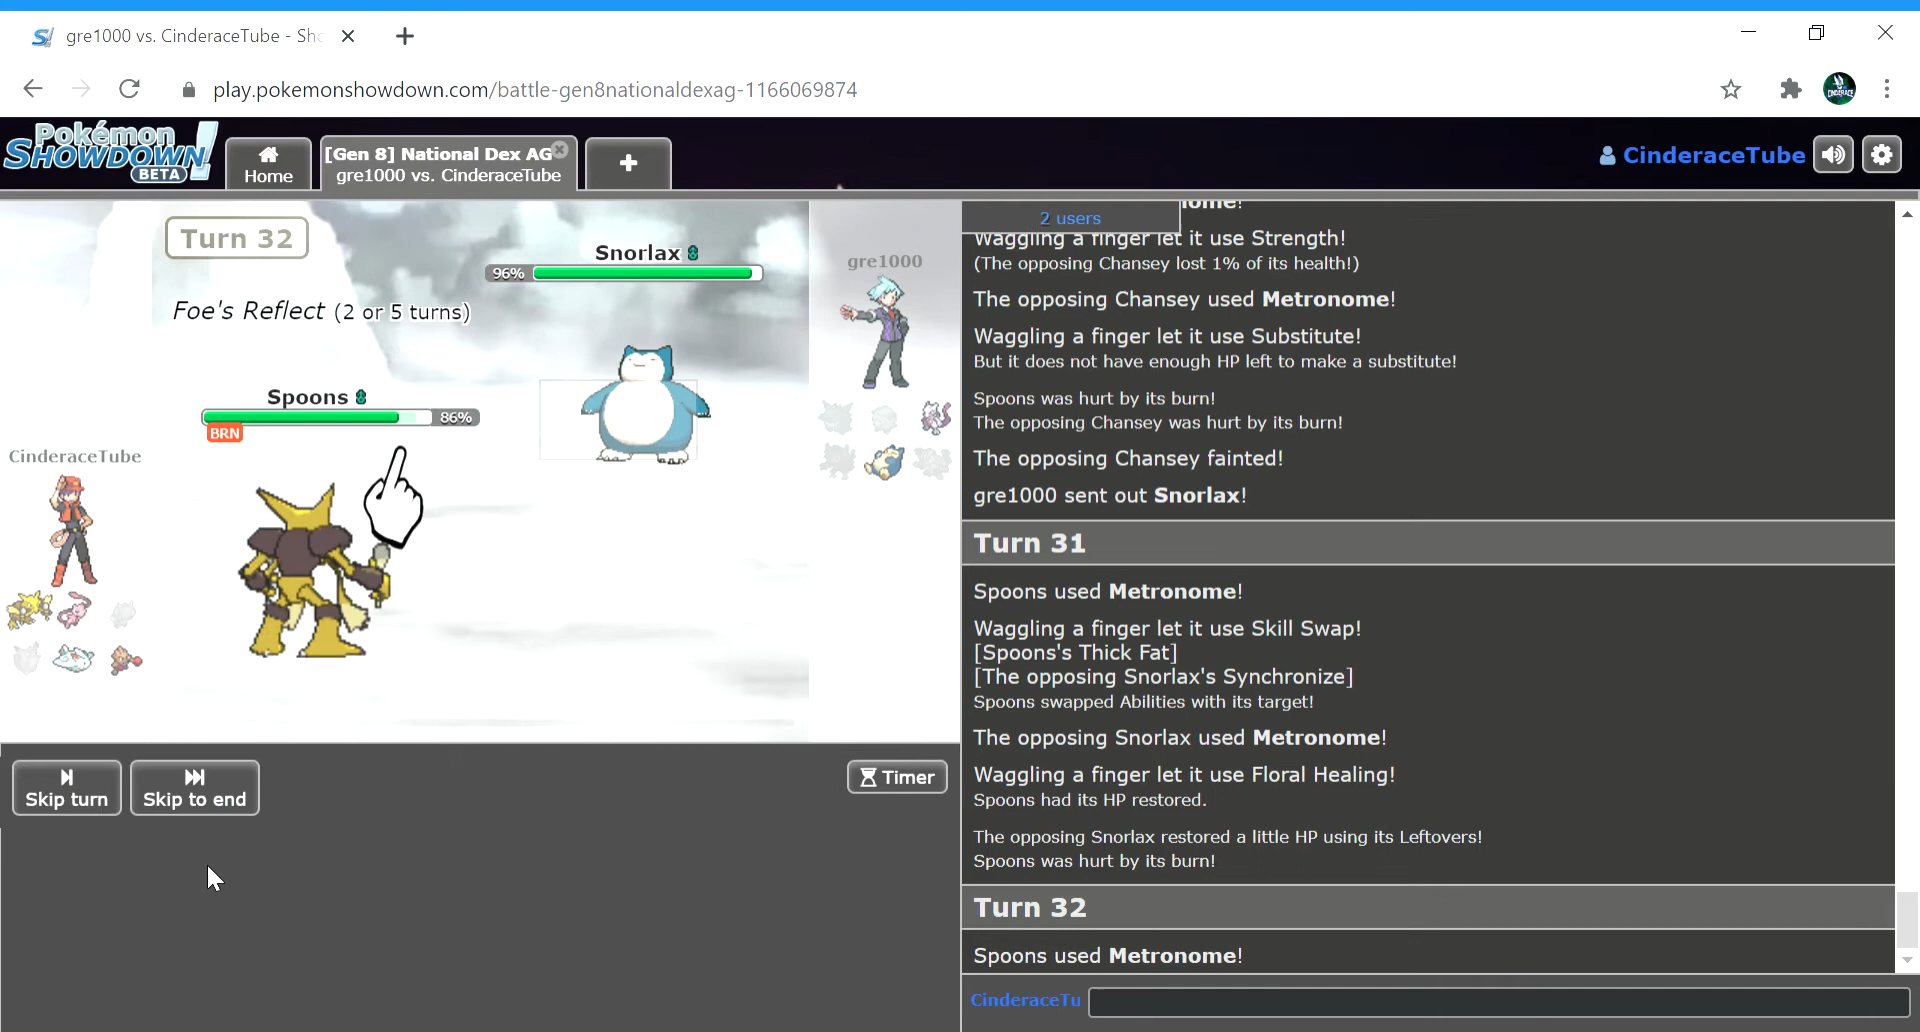 gre1000 vs. CinderaceTube - Sh
play.pokemonshowdown.com/battle-gen8nationaldexag-1166069874
Pokémon
SHOWDOWN!
BETA
Home
[Gen 8] National Dex AG
gre1000 vs. CinderaceTube
CinderaceTube
Turn 32
Snorlax
96%
Foe's Reflect (2 or 5 turns)
Spoons
86%
BRN
CinderaceTube
gre1000
Skip turn
Skip to end
Timer
2 users
Waggling a finger let it use Strength!
(The opposing Chansey lost 1% of its health!)
The opposing Chansey used Metronome!
Waggling a finger let it use Substitute!
But it does not have enough HP left to make a substitute!
Spoons was hurt by its burn!
The opposing Chansey was hurt by its burn!
The opposing Chansey fainted!
gre1000 sent out Snorlax!
Turn 31
Spoons used Metronome!
Waggling a finger let it use Skill Swap!
[Spoons's Thick Fat]
[The opposing Snorlax's Synchronize]
Spoons swapped Abilities with its target!
The opposing Snorlax used Metronome!
Waggling a finger let it use Floral Healing!
Spoons had its HP restored.
The opposing Snorlax restored a little HP using its Leftovers!
Spoons was hurt by its burn!
Turn 32
Spoons used Metronome!
CinderaceTu